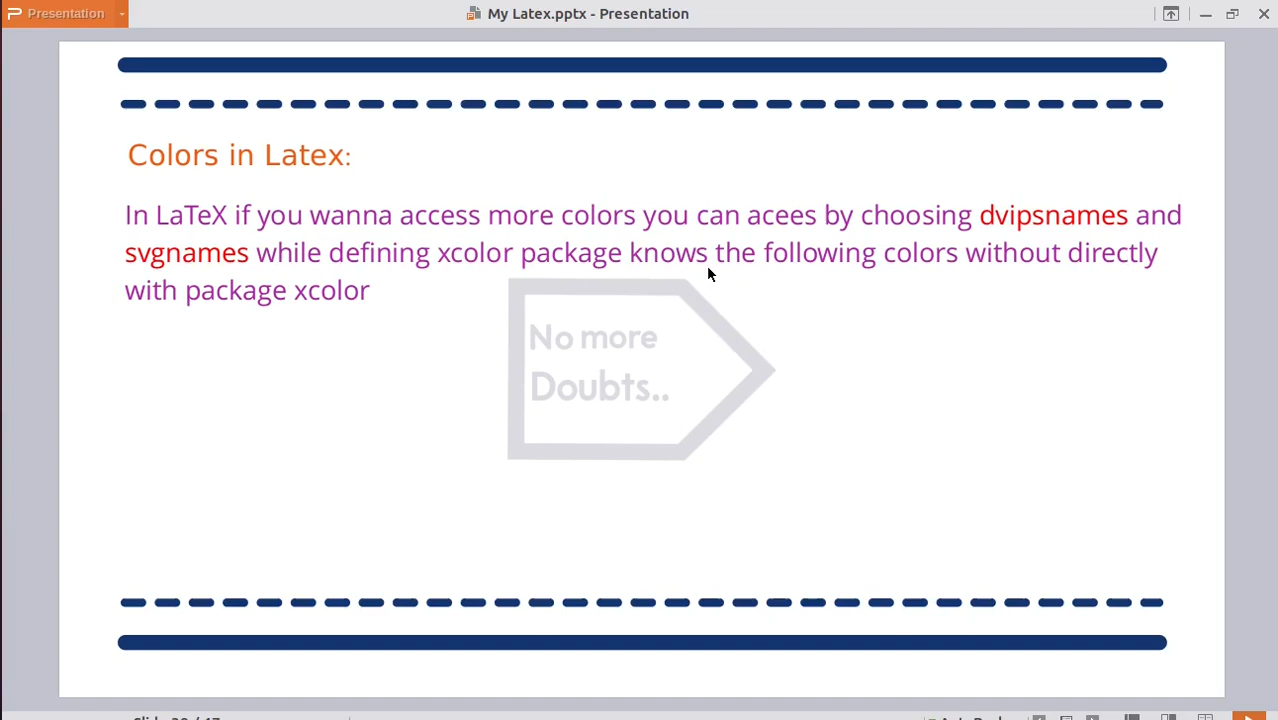 Presentation
My Latex.pptx - Presentation
Colors in Latex:
In LaTeX if you wanna access more colors you can acees by choosing dvipsnames and
svgnames while defining xcolor package knows the following colors without directly
with package xcolor
No more
Doubts..